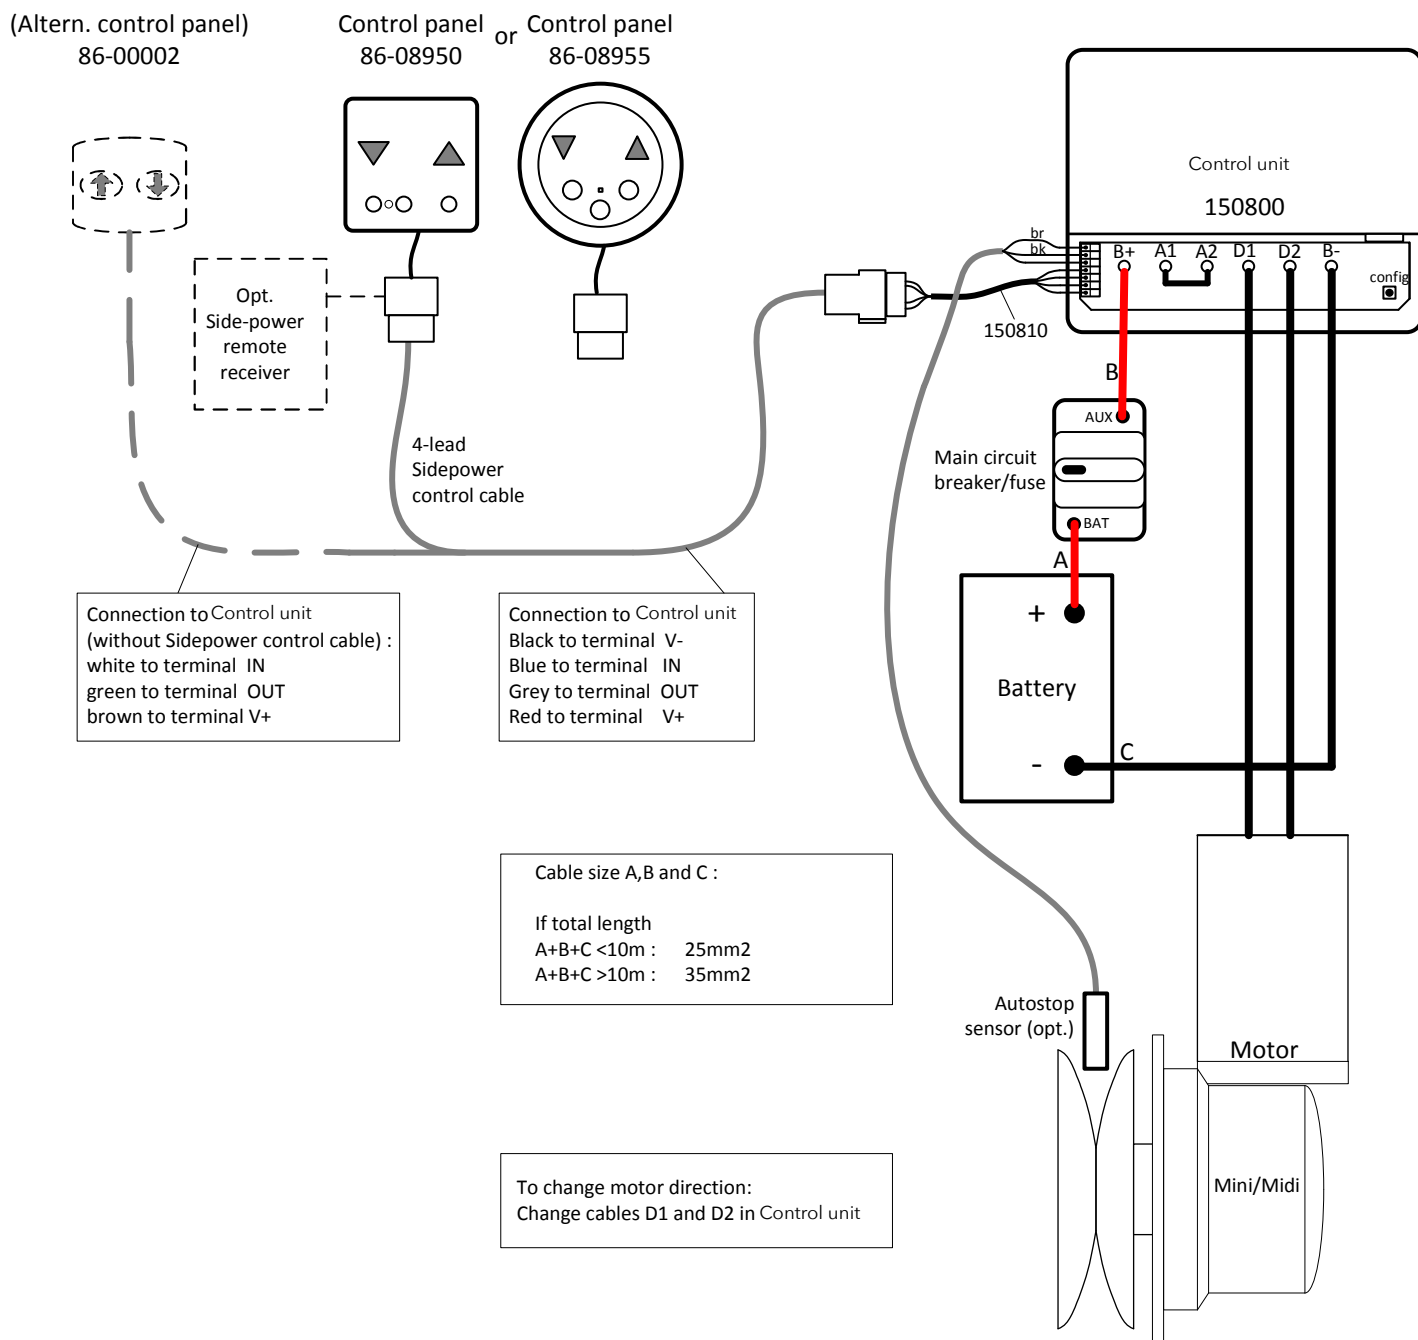 (Altern. control panel)
86-00002
Control panel
86-08950
or
Control panel
86-08955
Control unit
150800
br
bk
B+
A1
A2
D1
D2
B-
config
150810
Opt.
Side-power
remote
receiver
B
AUX
Main circuit
breaker/fuse
BAT
A
4-lead
Sidepower
control cable
Connection to Control unit
(without Sidepower control cable) :
white to terminal IN
green to terminal OUT
brown to terminal V+
Connection to Control unit
Black to terminal V-
Blue to terminal IN
Grey to terminal OUT
Red to terminal V+
+
Battery
-
C
Cable size A,B and C :
If total length
A+B+C <10m : 25mm2
A+B+C >10m : 35mm2
Autostop
sensor (opt.)
Motor
Mini/Midi
To change motor direction:
Change cables D1 and D2 in Control unit